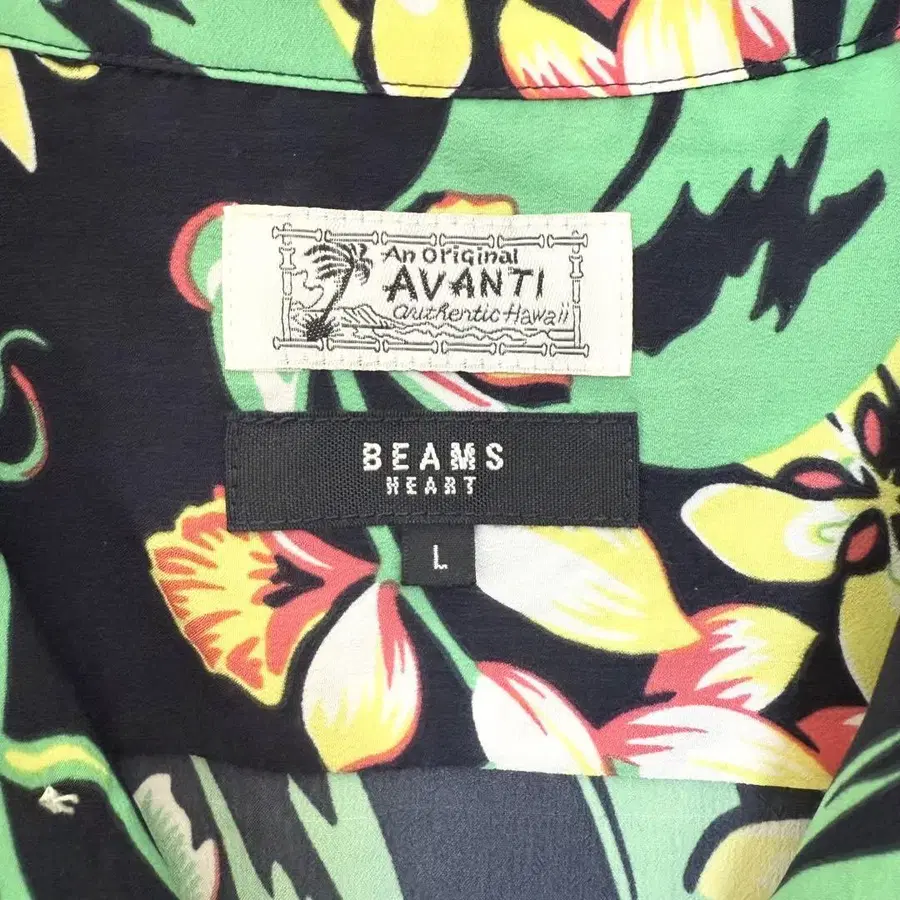 An Original
AVANTI
authentic Hawaii
BEAMS
HEART
L